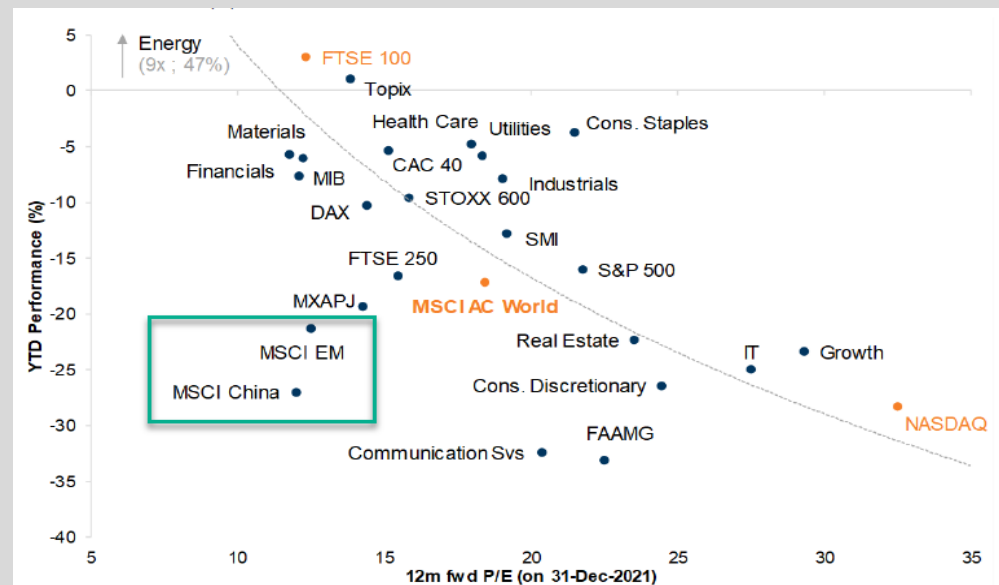 YTD Performance (%)
5
0
-5
-10
-15
-20
-25
-30
-35
-40
Energy
(9x ; 47%)
FTSE 100
Topix
Materials
Health Care
Utilities
Cons. Staples
Financials
MIB
CAC 40
Industrials
DAX
STOXX 600
SMI
FTSE 250
S&P 500
MXAPJ
MSCI AC World
MSCI EM
Real Estate
IT
Growth
MSCI China
Cons. Discretionary
NASDAQ
FAAMG
Communication Svs
5
10
15
20
25
30
35
12m fwd P/E (on 31-Dec-2021)